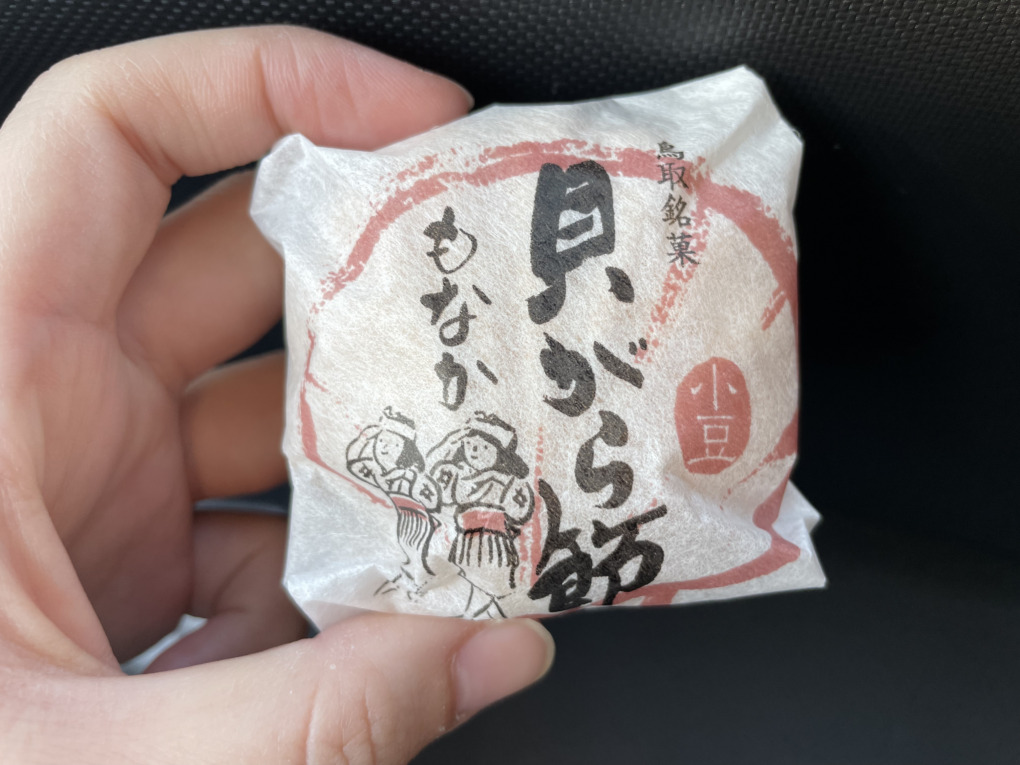 鳥取銘菓
貝がら節
もなか
小豆